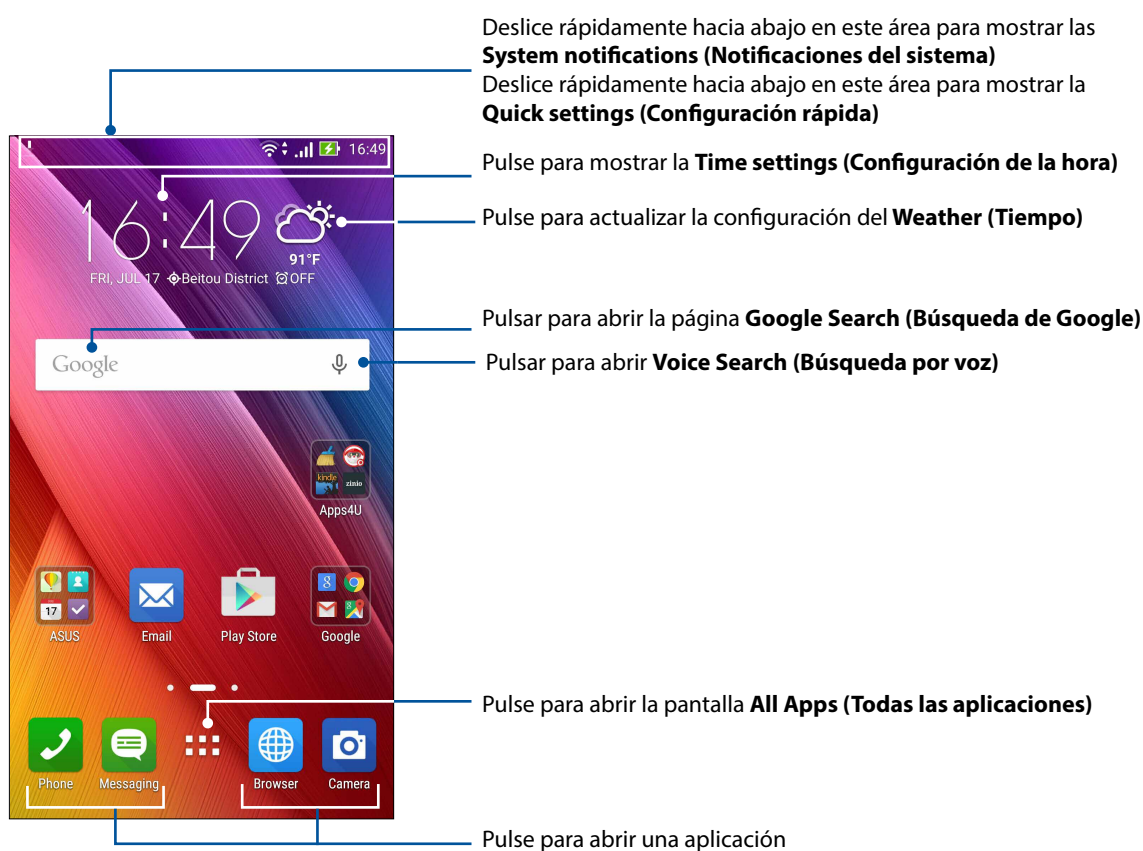 Deslice rápidamente hacia abajo en este área para mostrar las
System notifications (Notificaciones del sistema)
Deslice rápidamente hacia abajo en este área para mostrar la
Quick settings (Configuración rápida)
16:49
Pulse para mostrar la Time settings (Configuración de la hora)
16:49
Pulse para actualizar la configuración del Weather (Tiempo)
91°F
FRI, JUL 17 Beitou District OFF
Pulsar para abrir la página Google Search (Búsqueda de Google)
Google
Pulsar para abrir Voice Search (Búsqueda por voz)
kindle
zinio
Apps4U
8
17
8
ASUS
Email
Play Store
Google
Pulse para abrir la pantalla All Apps (Todas las aplicaciones)
Phone
Messaging
Browser
Camera
Pulse para abrir una aplicación